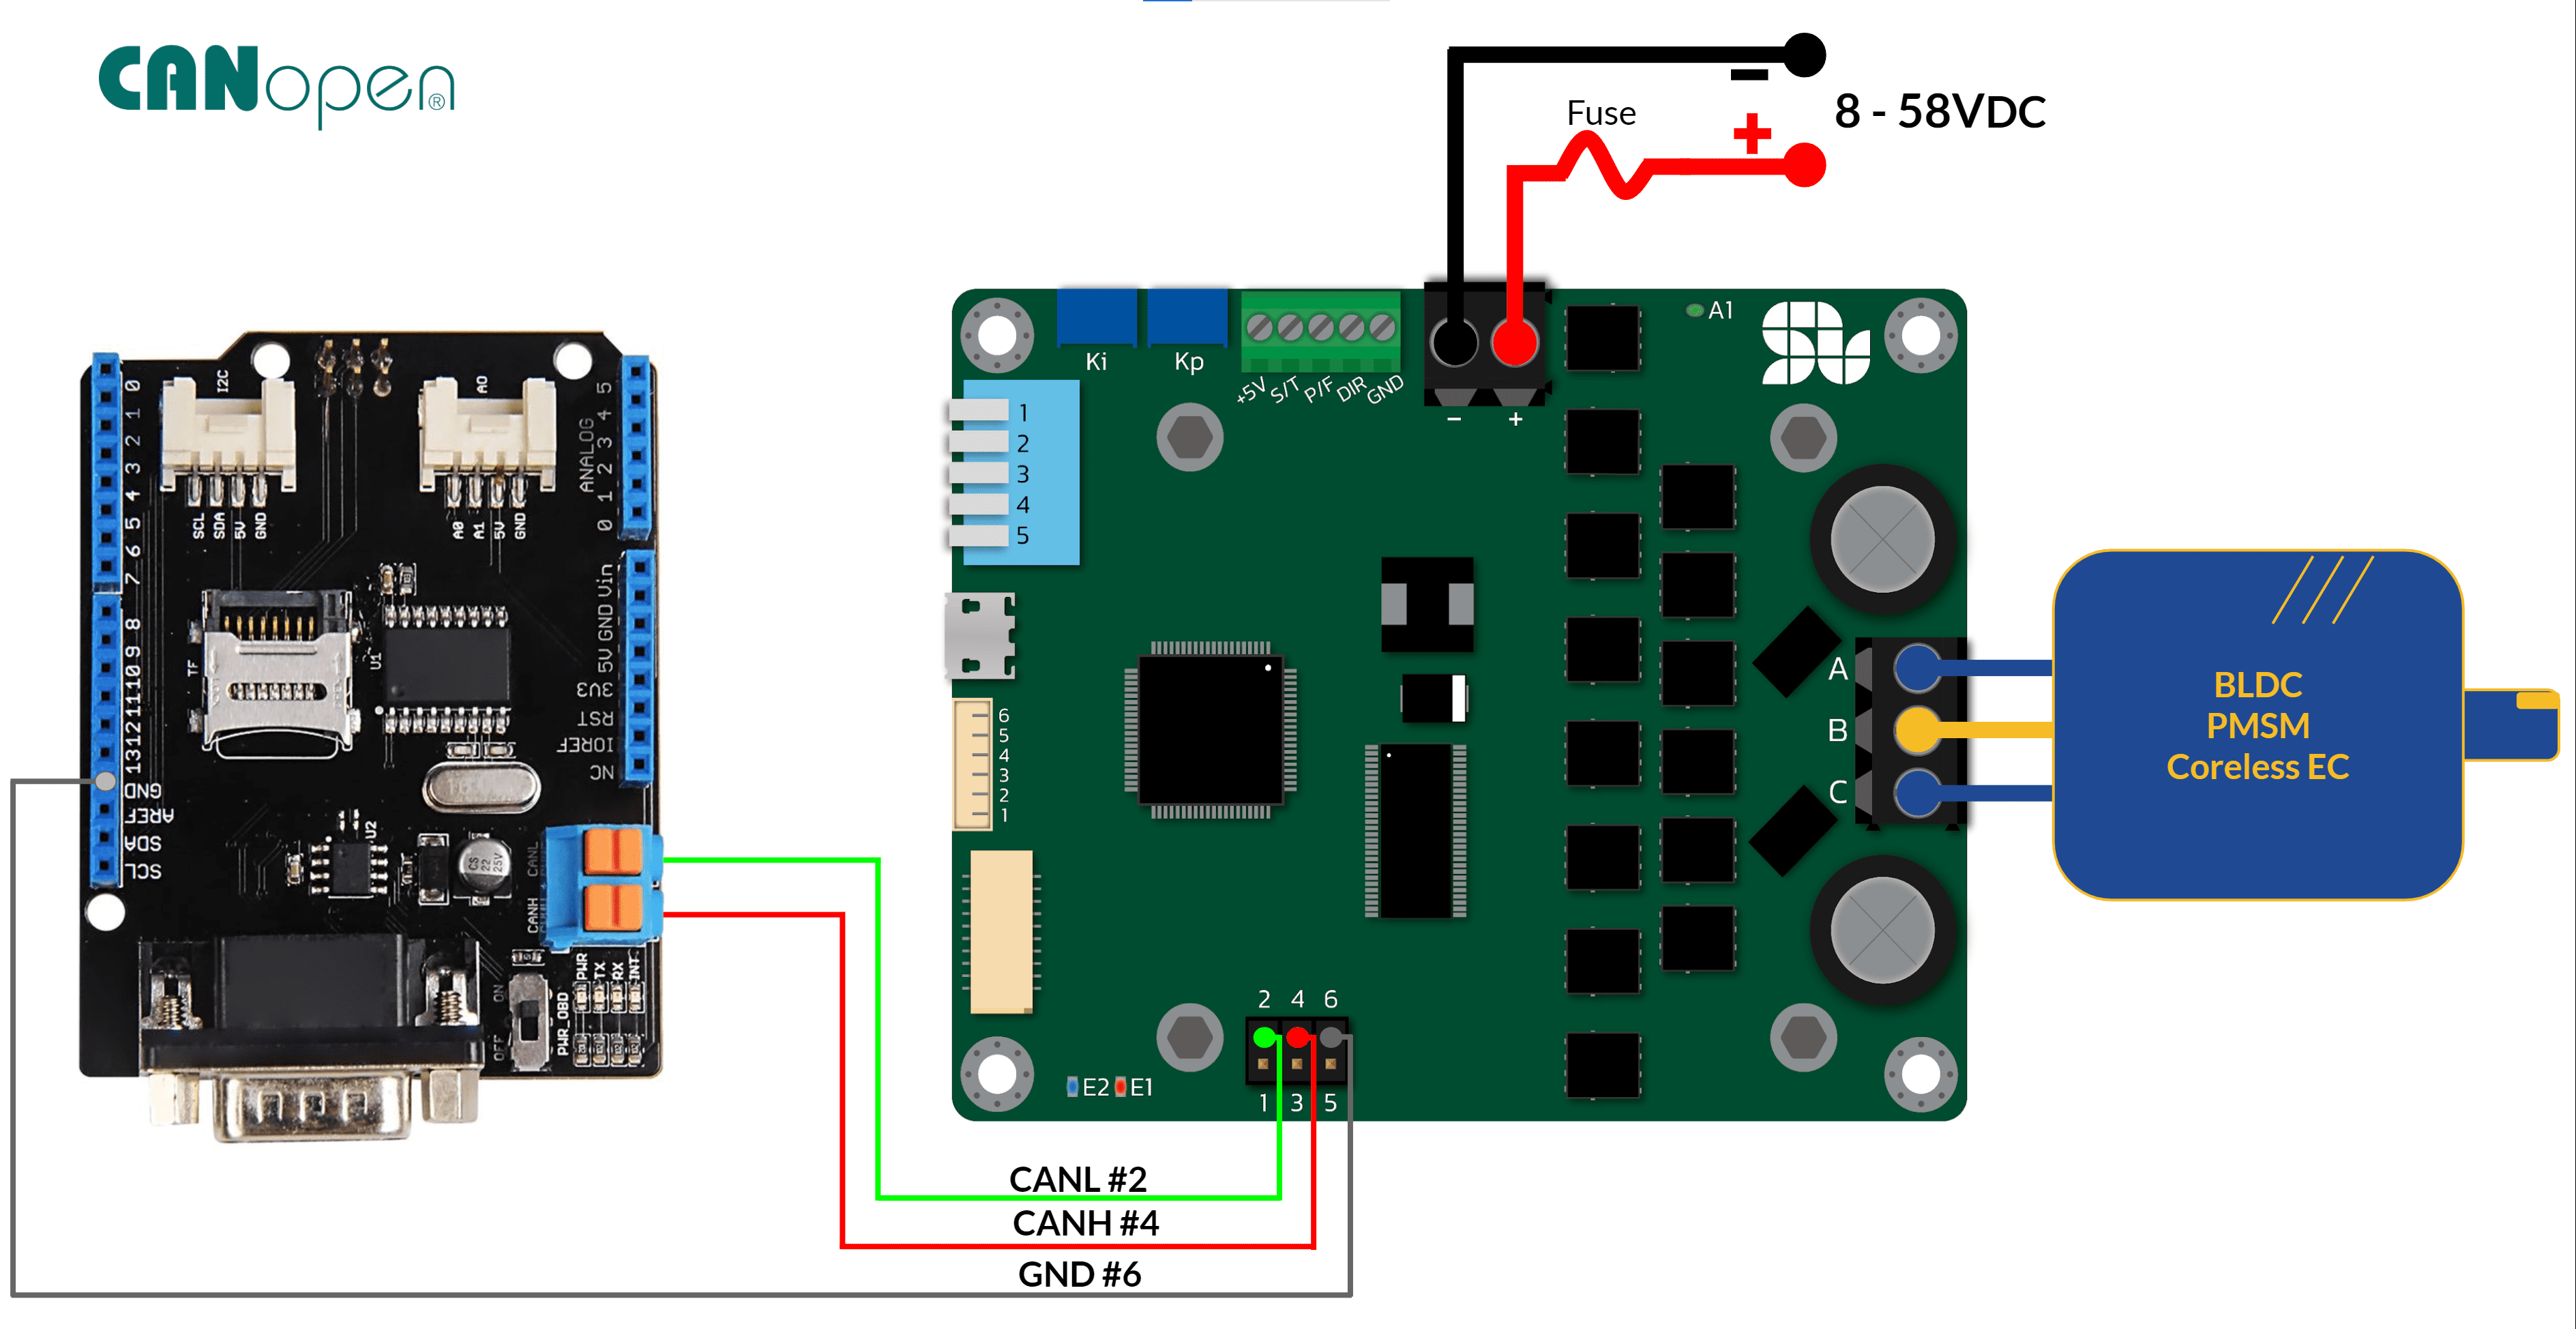 CANopen®
Fuse
8 - 58VDC
Ki
Kp
+5V
S/T
P/F
DIR
GND
-
+
A1
1
2
3
4
5
6
5
4
3
2
1
E2
E1
2 4 6
1 3 5
A
B
C
BLDC
PMSM
Coreless EC
I2C
SCL
SDA
5V
GND
A0
A0
A1
5V
GND
ANALOG
5
4
3
2
1
0
Vin
GND
5V
3V3
RST
IOREF
NC
0
1
2
3
4
5
6
7
8
9
10
11
12
13
GND
AREF
SDA
SCL
TF
U1
U2
CS
22
25V
CANL
CANH
ON
OFF
PWR_OBD
PWR
TX
RX
INT
CANL #2
CANH #4
GND #6